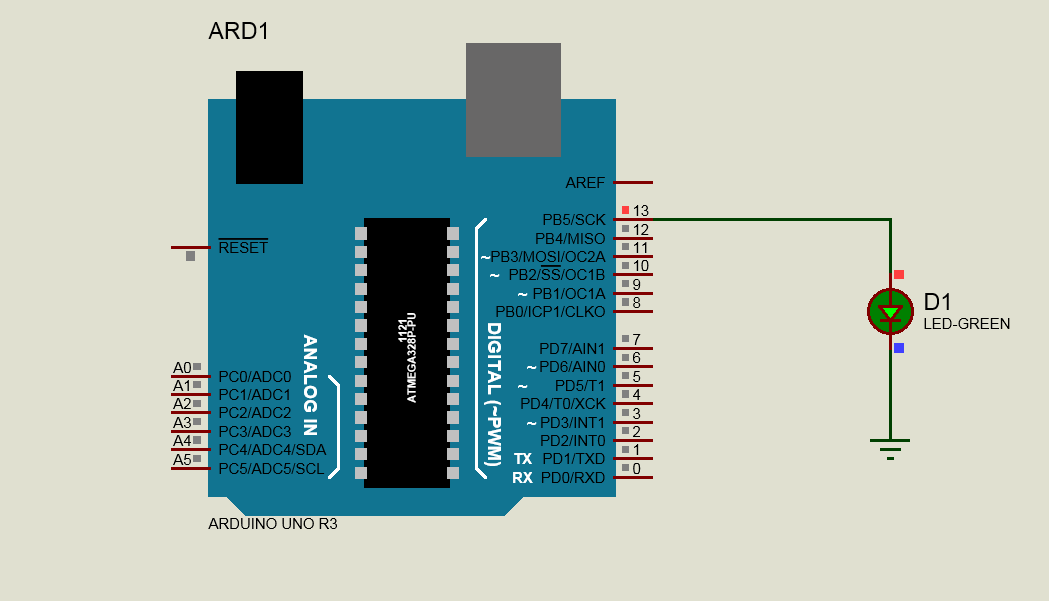 ARD1
AREF
PB5/SCK 13
PB4/MISO 12
~PB3/MOSI/OC2A 11
~ PB2/SS/OC1B 10
~ PB1/OC1A 9
PB0/ICP1/CLKO 8
PD7/AIN1 7
~ PD6/AIN0 6
~ PD5/T1 5
PD4/T0/XCK 4
~ PD3/INT1 3
PD2/INT0 2
TX PD1/TXD 1
RX PD0/RXD 0
DIGITAL (~PWM)
RESET
1121
ATMEGA328P-PU
ANALOG IN
A0 PC0/ADC0
A1 PC1/ADC1
A2 PC2/ADC2
A3 PC3/ADC3
A4 PC4/ADC4/SDA
A5 PC5/ADC5/SCL
ARDUINO UNO R3
D1
LED-GREEN